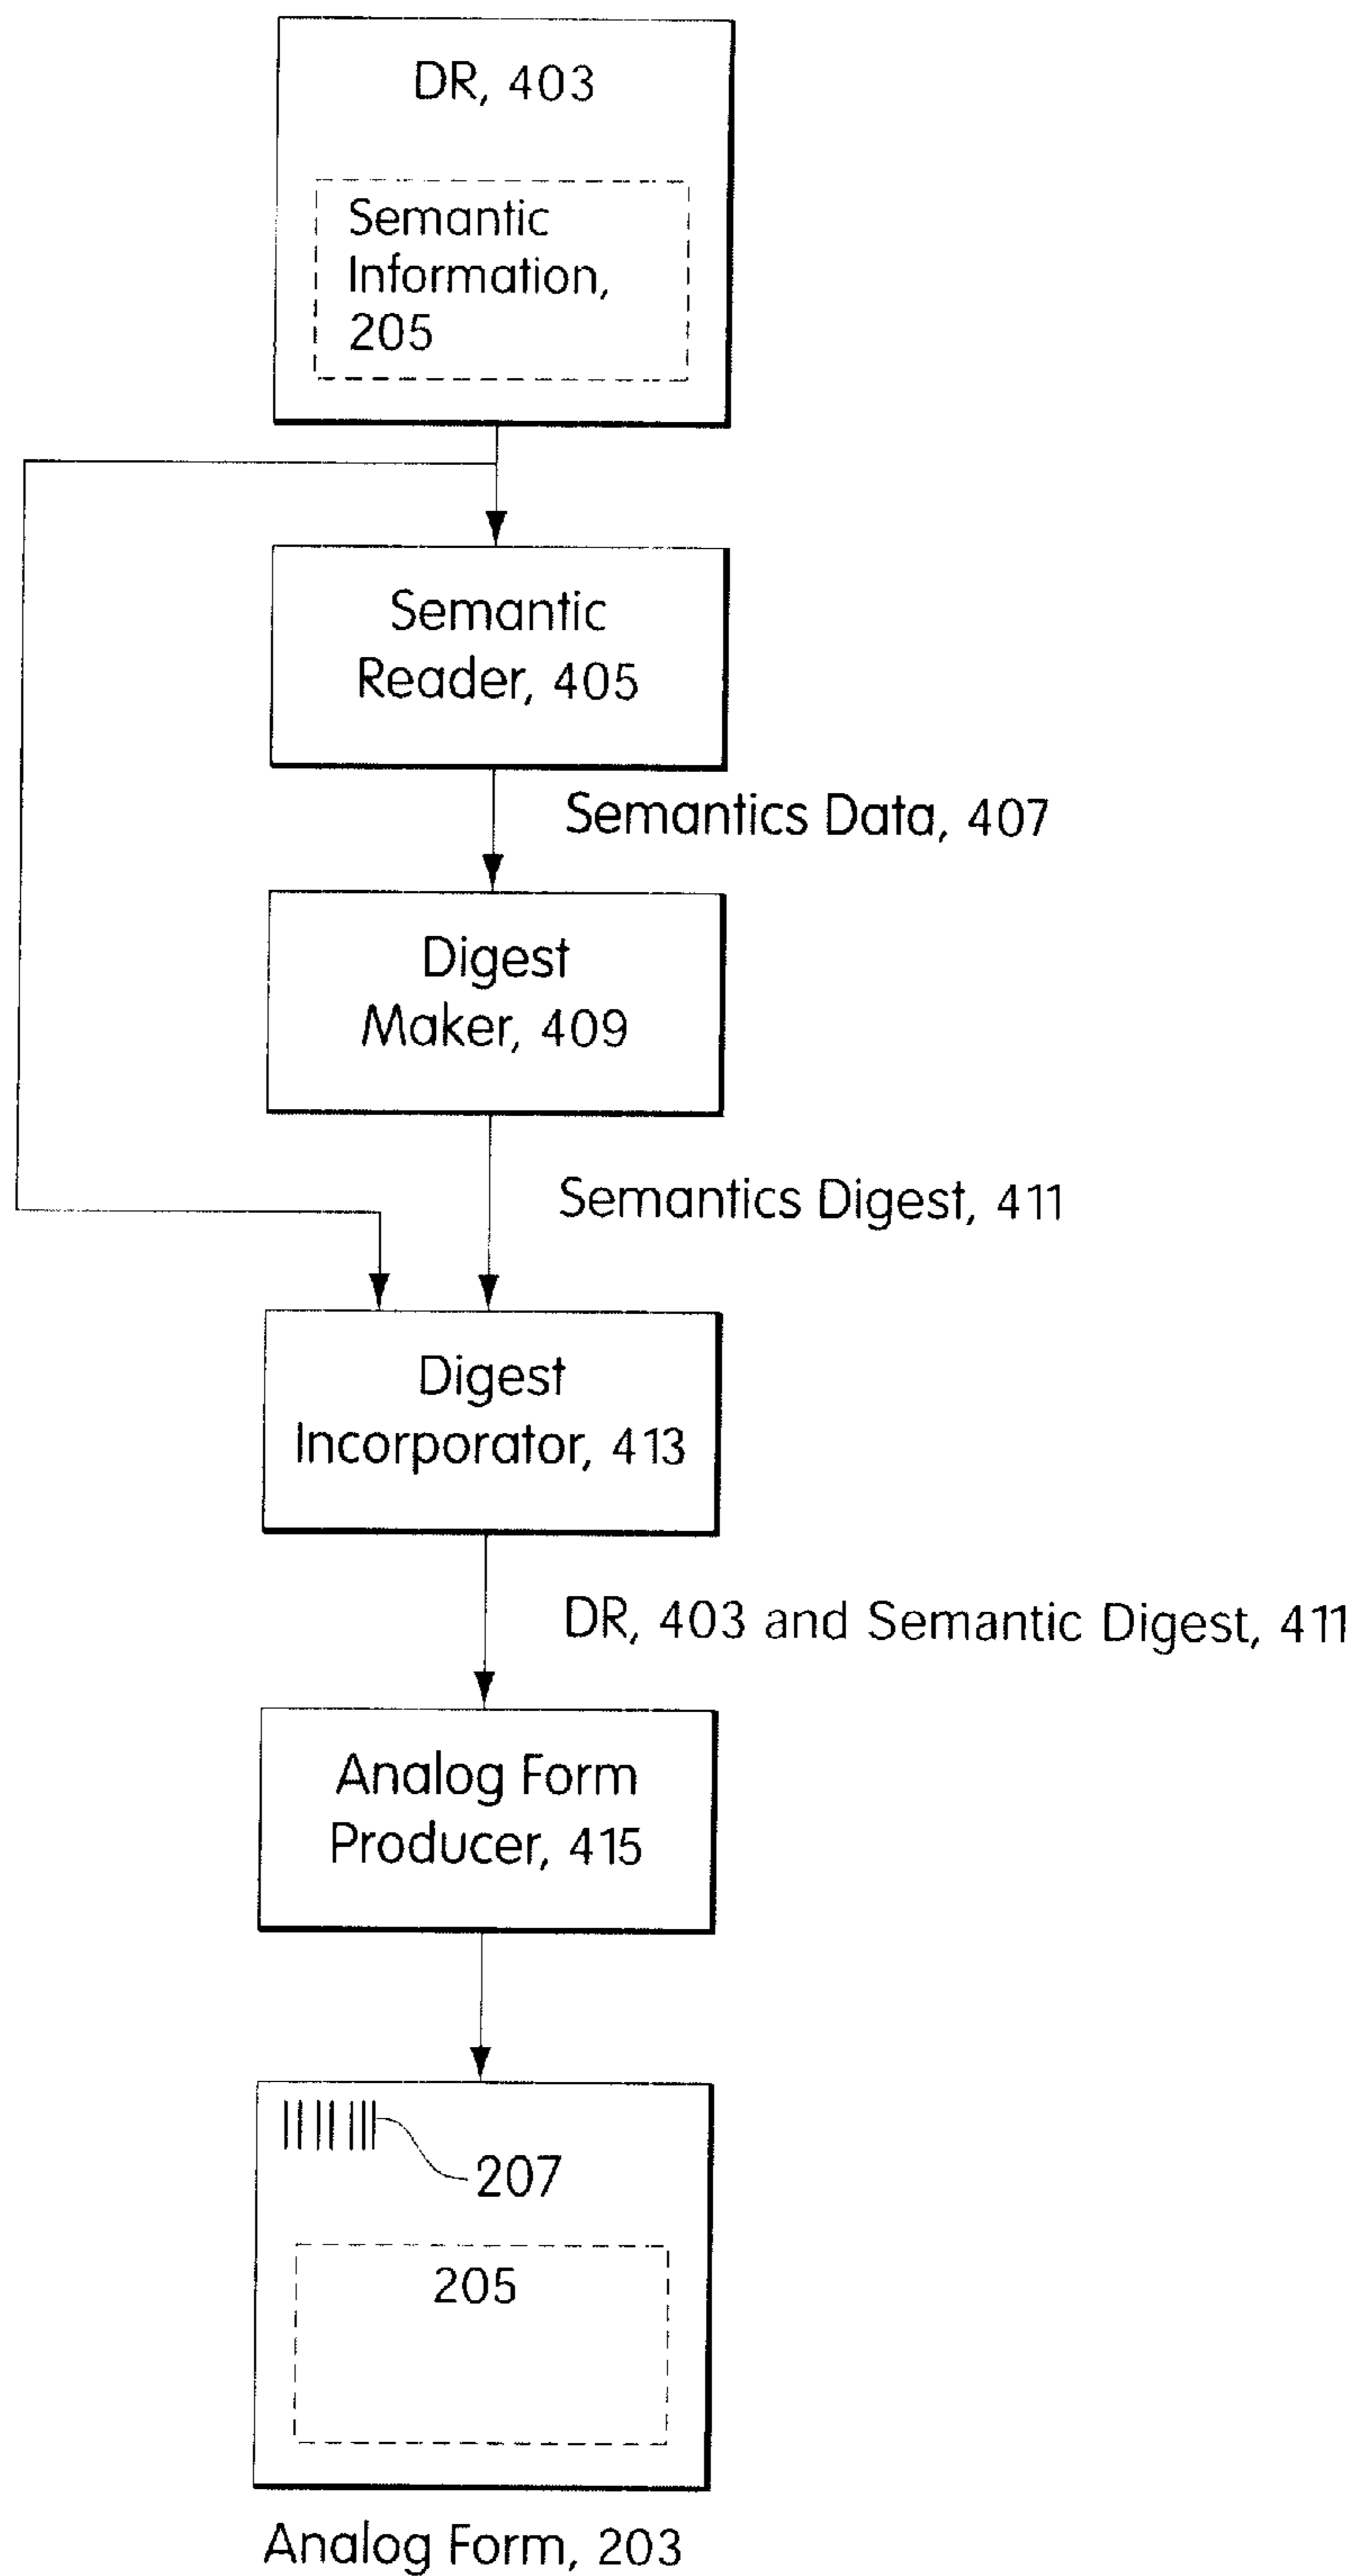 DR, 403
Semantic
Information,
205
Semantic
Reader, 405
Semantics Data, 407
Digest
Maker, 409
Semantics Digest, 411
Digest
Incorporator, 413
DR, 403 and Semantic Digest, 411
Analog Form
Producer, 415
207
205
Analog Form, 203